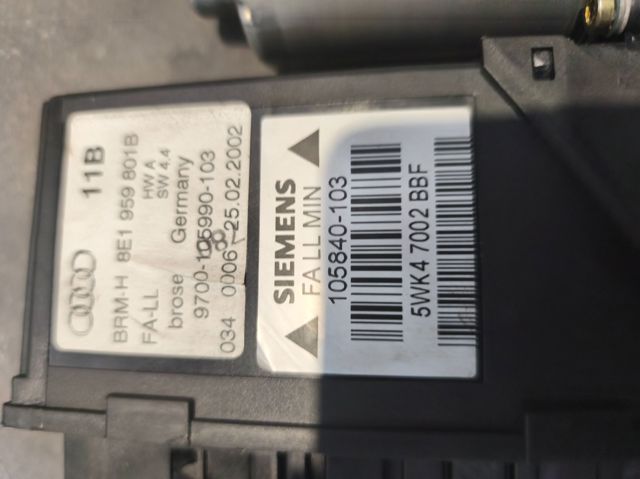 11B
BRM-H 8E1 959 801B
FA-LL HW A
SW 4.4
brose Germany
9700-105990-103
034 00061 25.02.2002
SIEMENS
FA LL MIN
105840-103
5WK4 7002 BBF